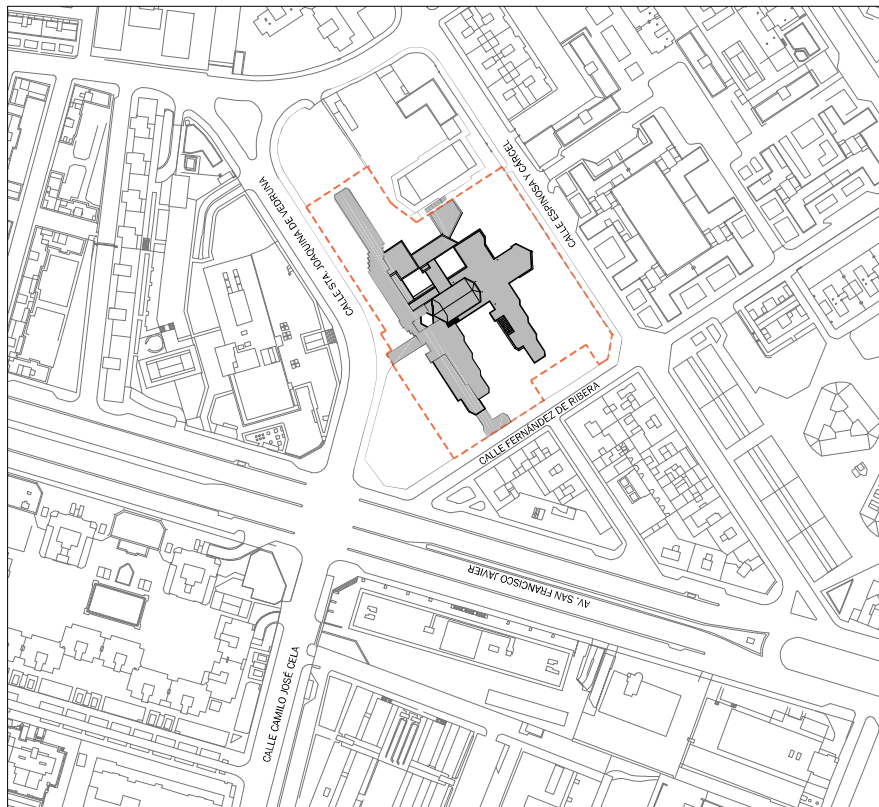 CALLE ESPINOSA Y CÁRCEL
CALLE STA. JOAQUINA DE VEDRUNA
CALLE FERNÁNDEZ DE RIBERA
AV. SAN FRANCISCO JAVIER
CALLE CAMILO JOSÉ CELA